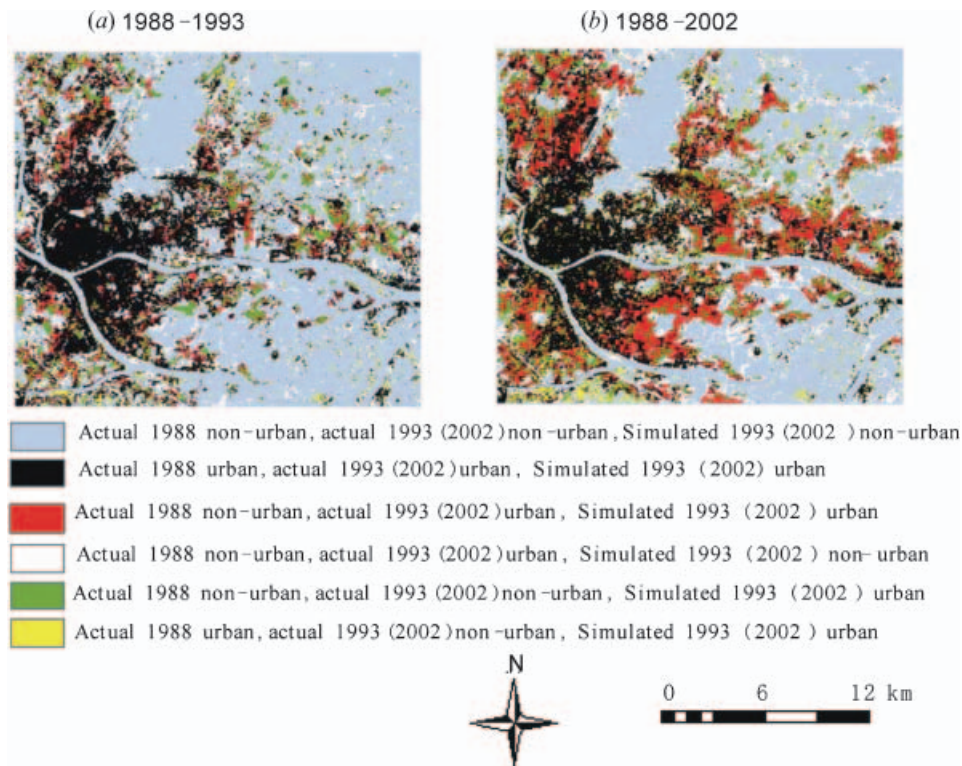 (a) 1988-1993
(b) 1988-2002
Actual 1988 non-urban, actual 1993 (2002)non-urban, Simulated 1993 (2002 )non-urban
Actual 1988 urban, actual 1993 (2002)urban, Simulated 1993 (2002) urban
Actual 1988 non-urban, actual 1993 (2002)urban, Simulated 1993 (2002) urban
Actual 1988 non-urban, actual 1993 (2002)urban, Simulated 1993 (2002) non-urban
Actual 1988 non-urban, actual 1993 (2002)non-urban, Simulated 1993 (2002) urban
Actual 1988 urban, actual 1993 (2002)non-urban, Simulated 1993 (2002) urban
N
0 6 12 km